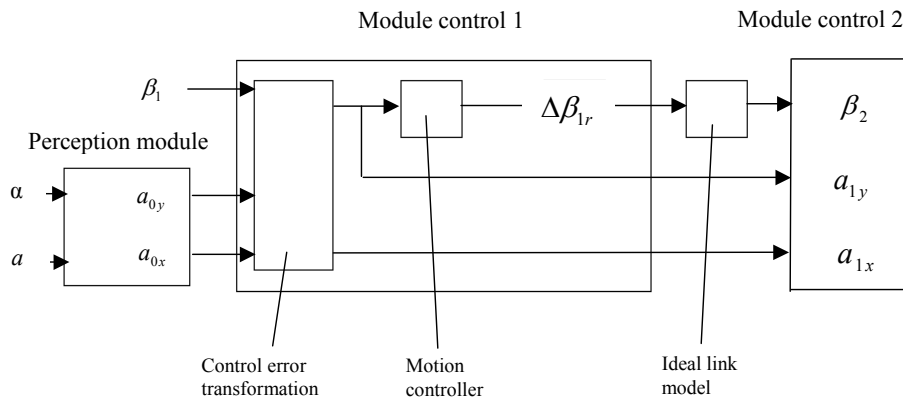 Module control 1
Module control 2
β₁
Δβ₁ᵣ
β₂
Perception module
α
a₀y
a₁y
a
a₀x
a₁x
Control error
transformation
Motion
controller
Ideal link
model